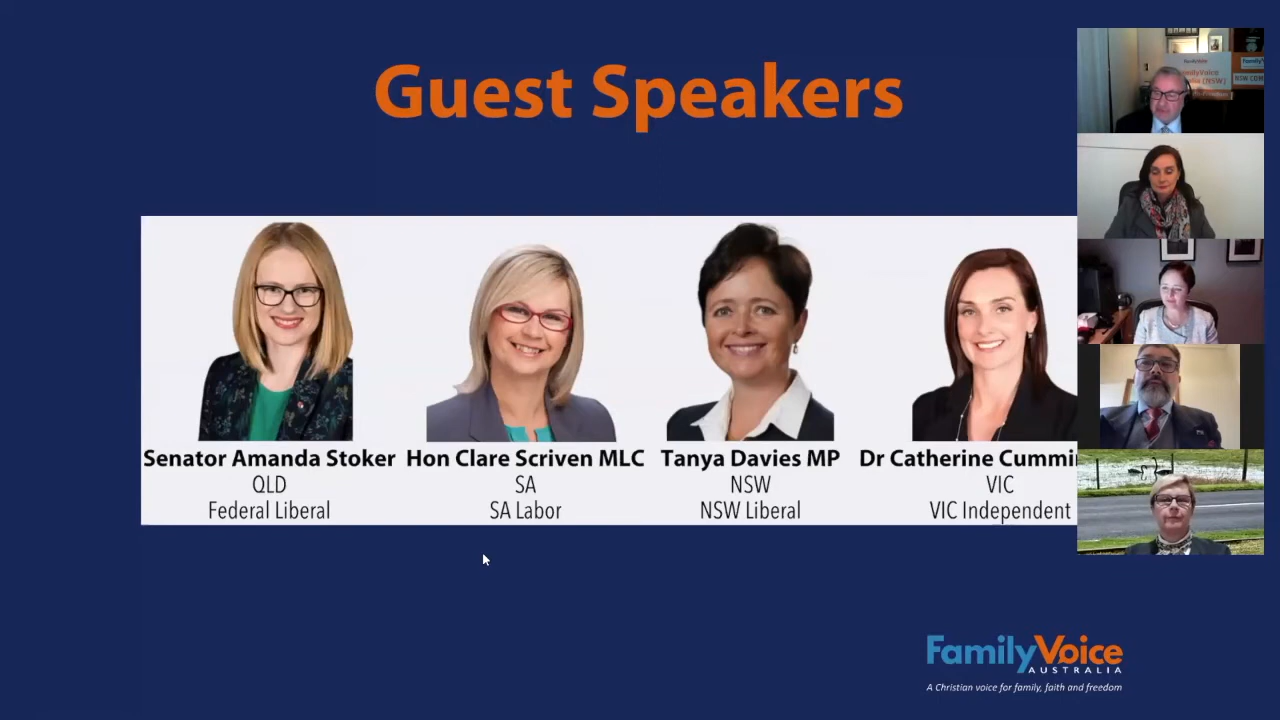 Guest Speakers
Senator Amanda Stoker
QLD
Federal Liberal
Hon Clare Scriven MLC
SA
SA Labor
Tanya Davies MP
NSW
NSW Liberal
Dr Catherine Cummi
VIC
VIC Independent
FamilyVoice
AUSTRALIA
A Christian voice for family, faith and freedom